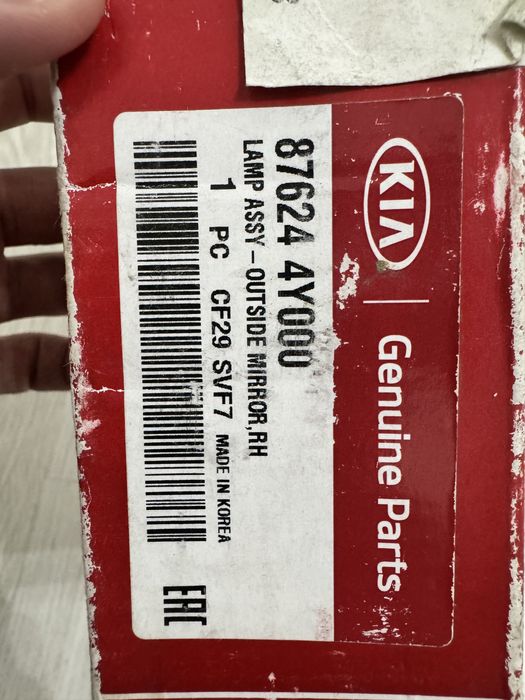 KIA | Genuine Parts
87624 4Y000
LAMP ASSY-OUTSIDE MIRROR,RH
1 PC CF29 SVF7 MADE IN KOREA
EAC